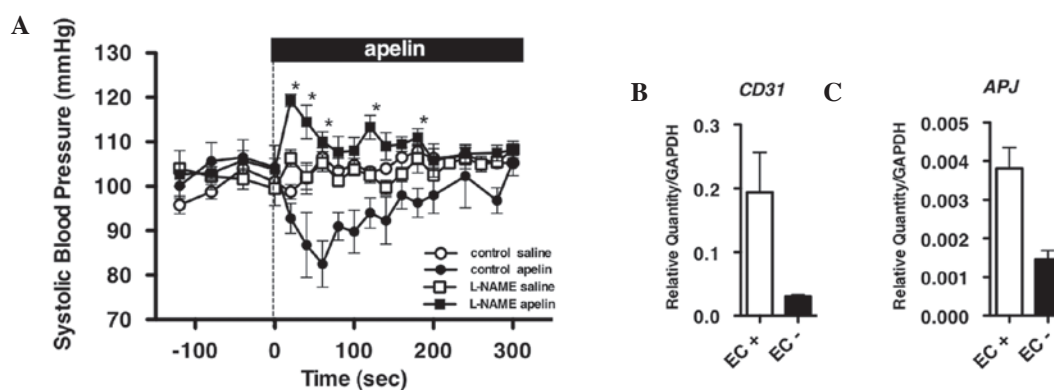 A
apelin
Systolic Blood Pressure (mmHg)
130
120
110
100
90
80
70
control saline
control apelin
L-NAME saline
L-NAME apelin
-100
0
100
200
300
Time (sec)
B
CD31
Relative Quantity/GAPDH
0.3
0.2
0.1
0.0
EC +
EC -
C
APJ
Relative Quantity/GAPDH
0.005
0.004
0.003
0.002
0.001
0.000
EC +
EC -